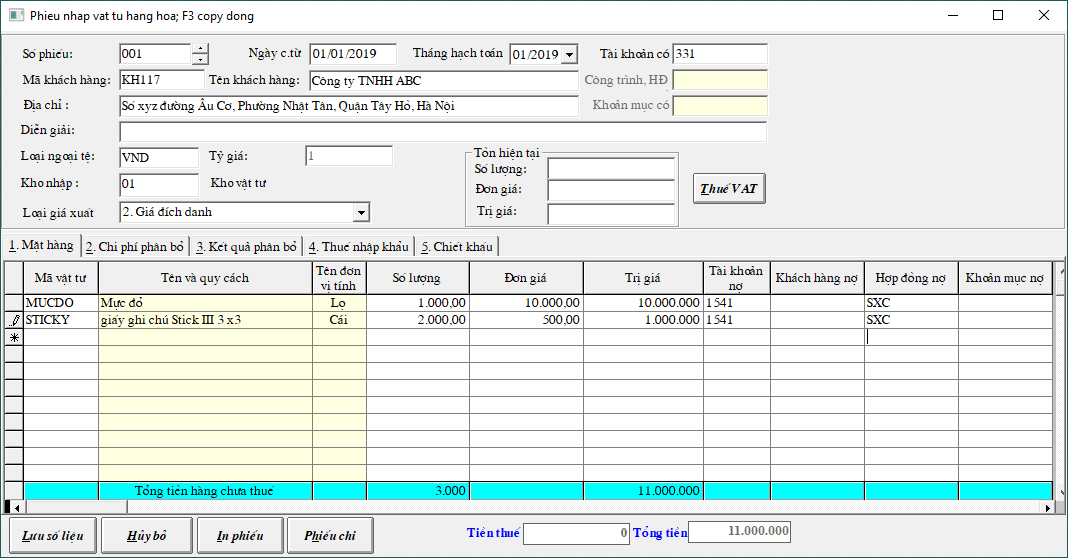 Phieu nhap vat tu hang hoa; F3 copy dong
Số phiếu: 001 Ngày c.từ 01/01/2019 Tháng hạch toán 01/2019 Tài khoản có 331
Mã khách hàng: KH117 Tên khách hàng: Công ty TNHH ABC Công trình, HĐ
Địa chỉ : Số xyz đường Âu Cơ, Phường Nhật Tân, Quận Tây Hồ, Hà Nội Khoản mục có
Diễn giải:
Loại ngoại tệ: VND Tỷ giá: 1
Tồn hiện tại
Số lượng:
Kho nhập : 01 Kho vật tư
Đơn giá:
Thuế VAT
Loại giá xuất 2. Giá đích danh
Trị giá:
1. Mặt hàng 2. Chi phí phân bổ 3. Kết quả phân bổ 4. Thuế nhập khẩu 5. Chiết khấu
Mã vật tư Tên và quy cách Tên đơn vị tính Số lượng Đơn giá Trị giá Tài khoản nợ Khách hàng nợ Hợp đồng nợ Khoản mục nợ
MUCDO Mực đỏ Lọ 1.000,00 10.000,00 10.000.000 1541 SXC
STICKY giấy ghi chú Stick III 3 x3 Cái 2.000,00 500,00 1.000.000 1541 SXC
Tổng tiền hàng chưa thuế 3.000 11.000.000
Lưu số liệu Hủy bỏ In phiếu Phiếu chi Tiền thuế 0 Tổng tiền 11.000.000